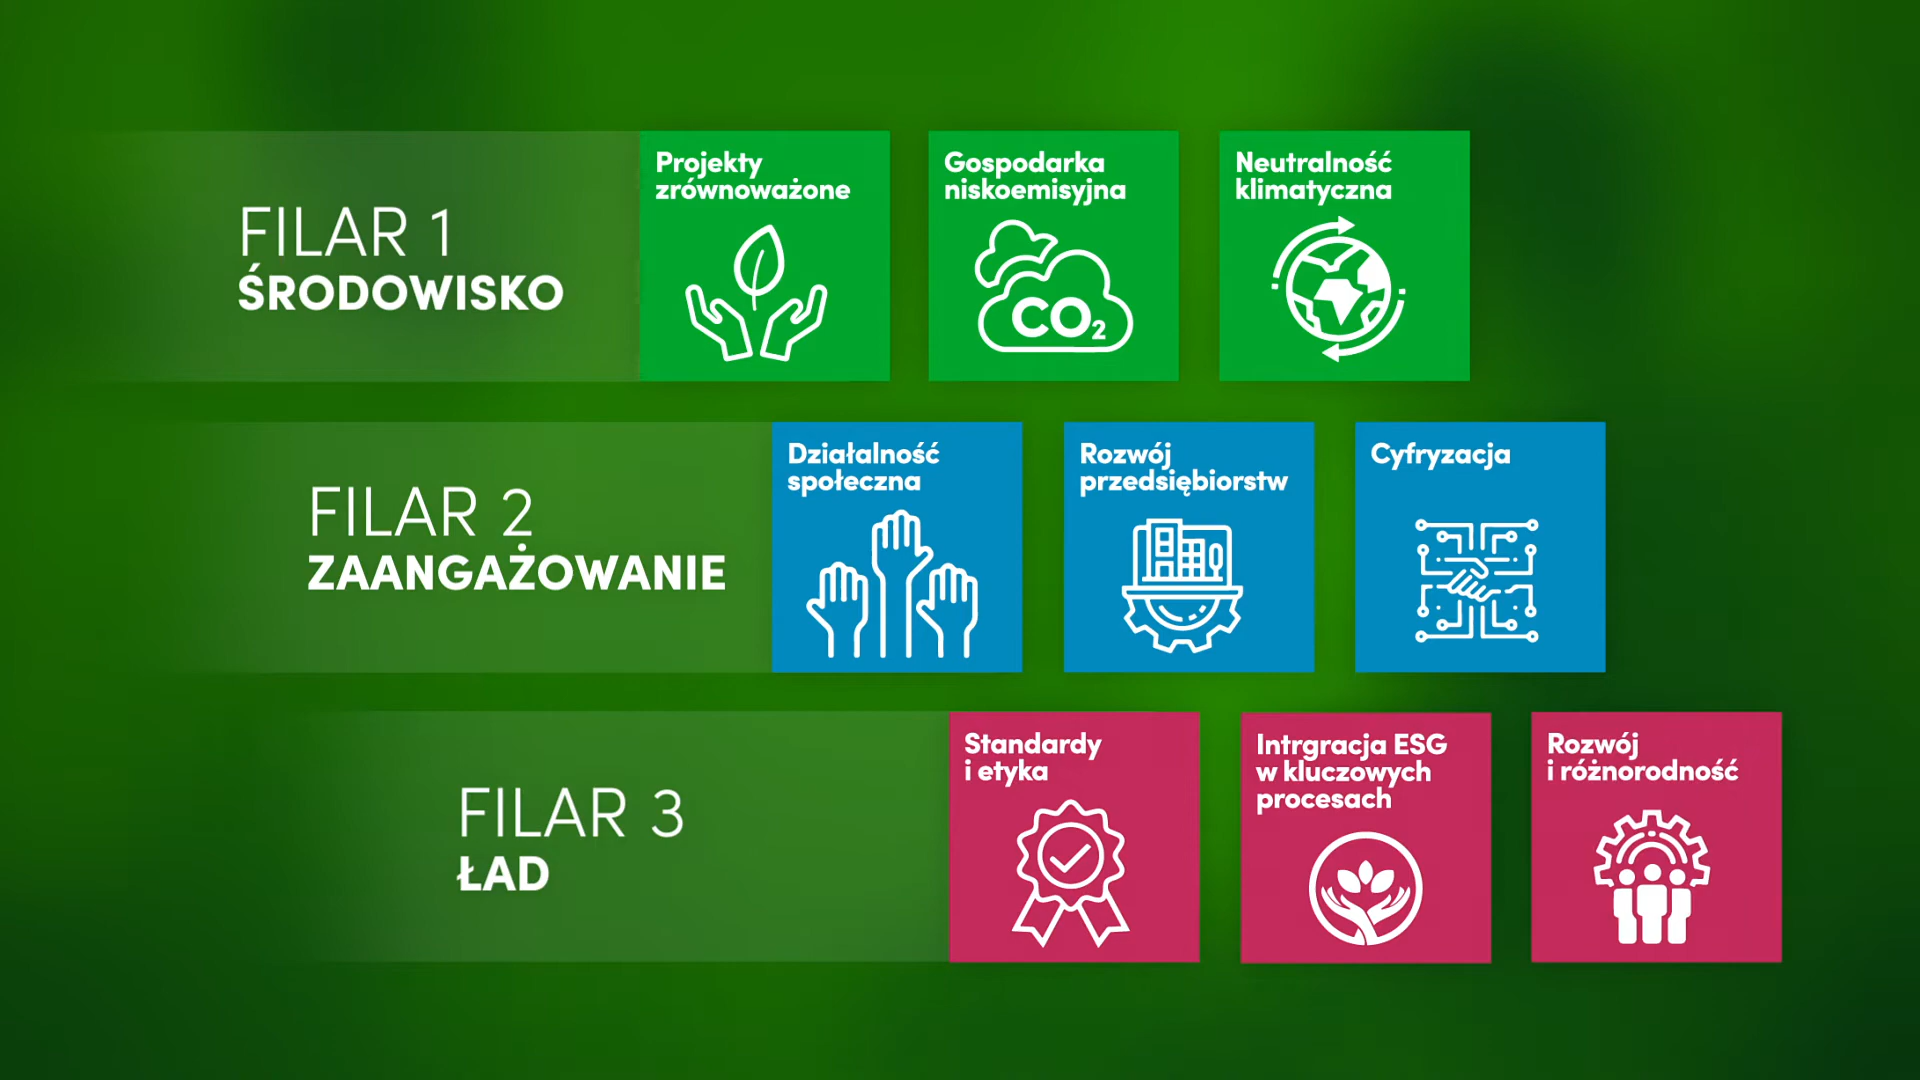 FILAR 1
ŚRODOWISKO
Projekty
zrównoważone
Gospodarka
niskoemisyjna
CO₂
Neutralność
klimatyczna
FILAR 2
ZAANGAŻOWANIE
Działalność
społeczna
Rozwój
przedsiębiorstw
Cyfryzacja
FILAR 3
ŁAD
Standardy
i etyka
Intrgracja ESG
w kluczowych
procesach
Rozwój
i różnorodność